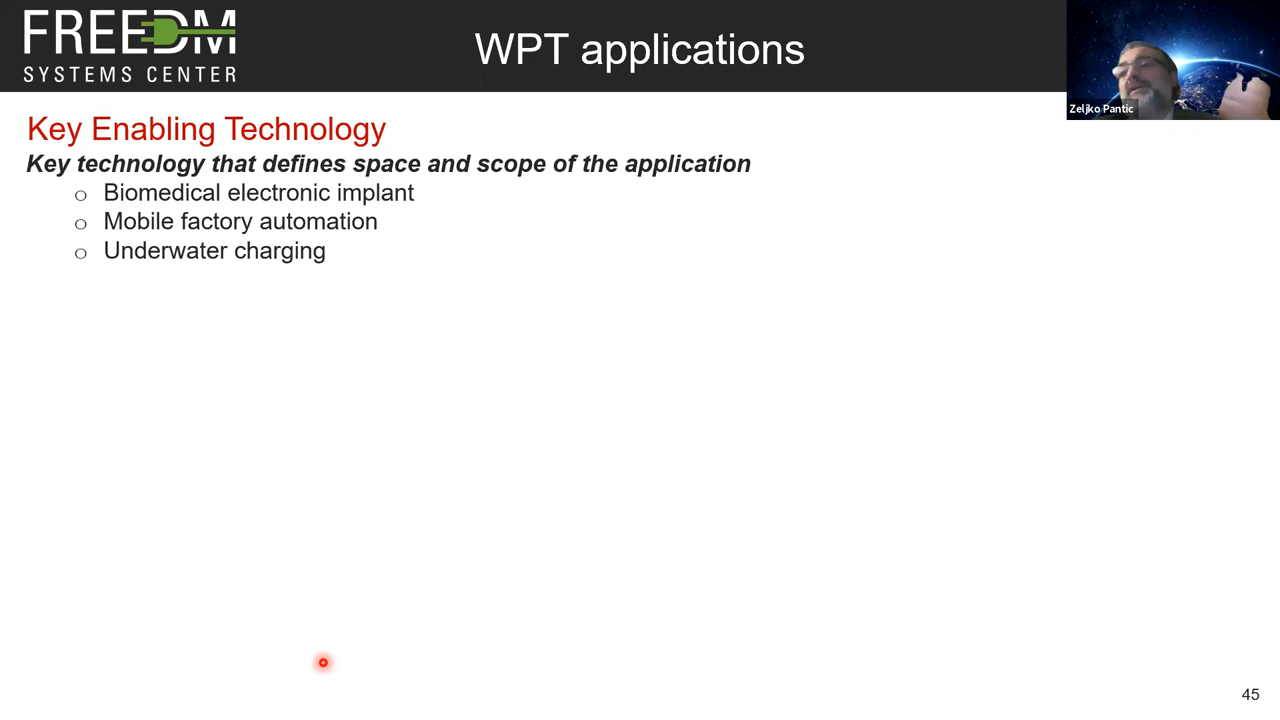 FREEDM
SYSTEMS CENTER
WPT applications
Zeljko Pantic
Key Enabling Technology
Key technology that defines space and scope of the application
o Biomedical electronic implant
o Mobile factory automation
o Underwater charging
45